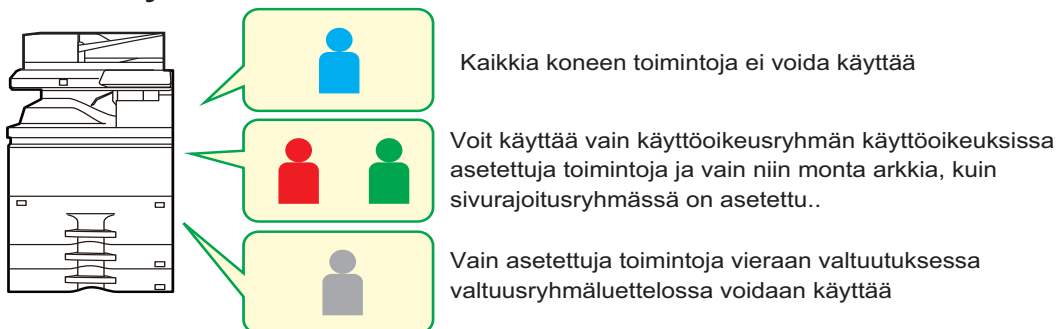 Kaikkia koneen toimintoja ei voida käyttää
Voit käyttää vain käyttöoikeusryhmän käyttöoikeuksissa
asetettuja toimintoja ja vain niin monta arkkia, kuin
sivurajoitusryhmässä on asetettu..
Vain asetettuja toimintoja vieraan valtuutuksessa
valtuusryhmäluettelossa voidaan käyttää